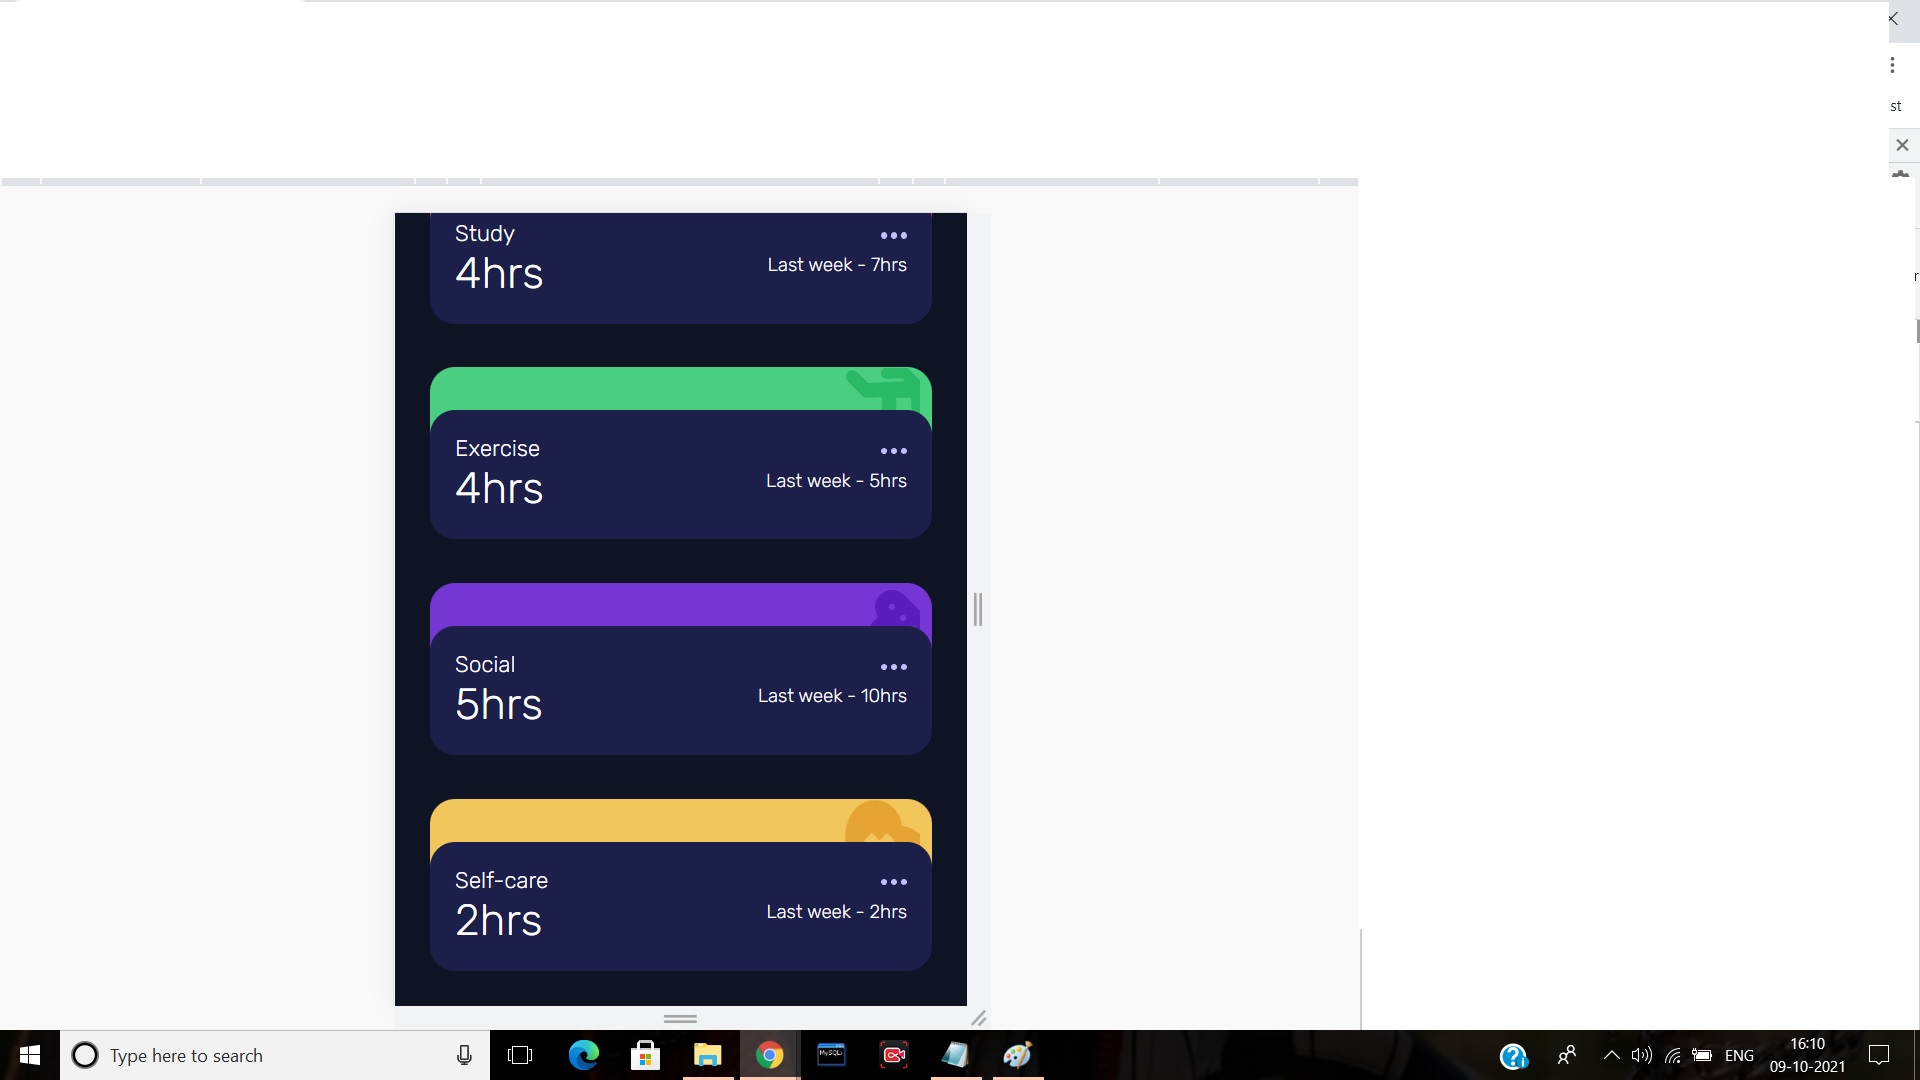 st
r
Study
4hrs
Last week - 7hrs
Exercise
4hrs
Last week - 5hrs
Social
5hrs
Last week - 10hrs
Self-care
2hrs
Last week - 2hrs
Type here to search
MySQL
ENG
16:10
09-10-2021